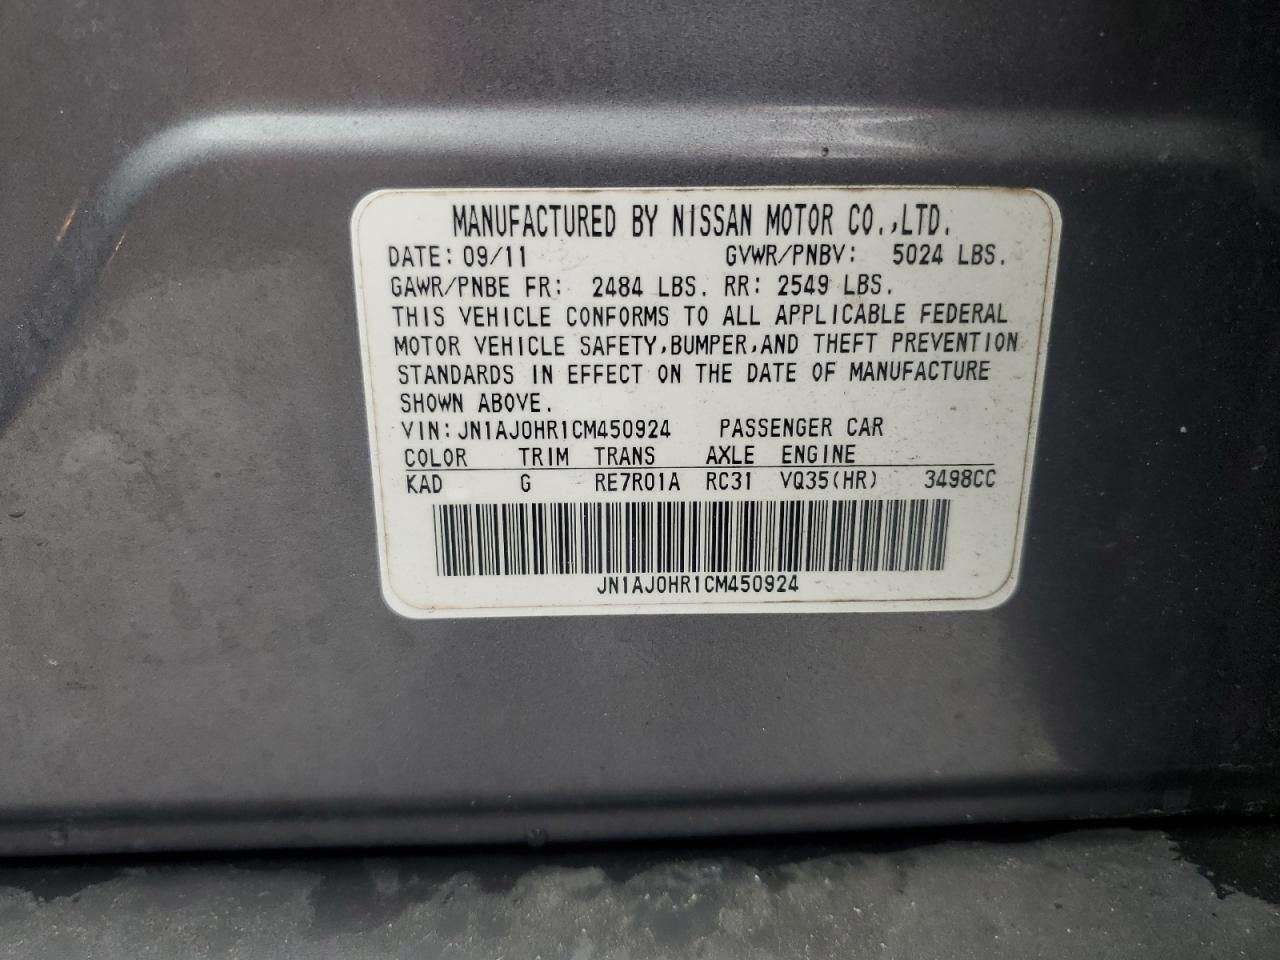 MANUFACTURED BY NISSAN MOTOR CO.,LTD.
DATE: 09/11 GVWR/PNBV: 5024 LBS.
GAWR/PNBE FR: 2484 LBS. RR: 2549 LBS.
THIS VEHICLE CONFORMS TO ALL APPLICABLE FEDERAL
MOTOR VEHICLE SAFETY,BUMPER,AND THEFT PREVENTION
STANDARDS IN EFFECT ON THE DATE OF MANUFACTURE
SHOWN ABOVE.
VIN:JN1AJ0HR1CM450924 PASSENGER CAR
COLOR TRIM TRANS AXLE ENGINE
KAD G RE7R01A RC31 VQ35(HR) 3498CC
JN1AJ0HR1CM450924